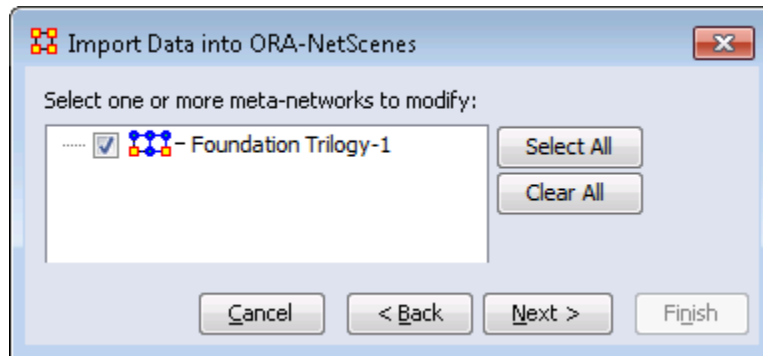 Import Data into ORA-NetScenes
Select one or more meta-networks to modify:
Foundation Trilogy-1
Select All
Clear All
Cancel
< Back
Next >
Finish